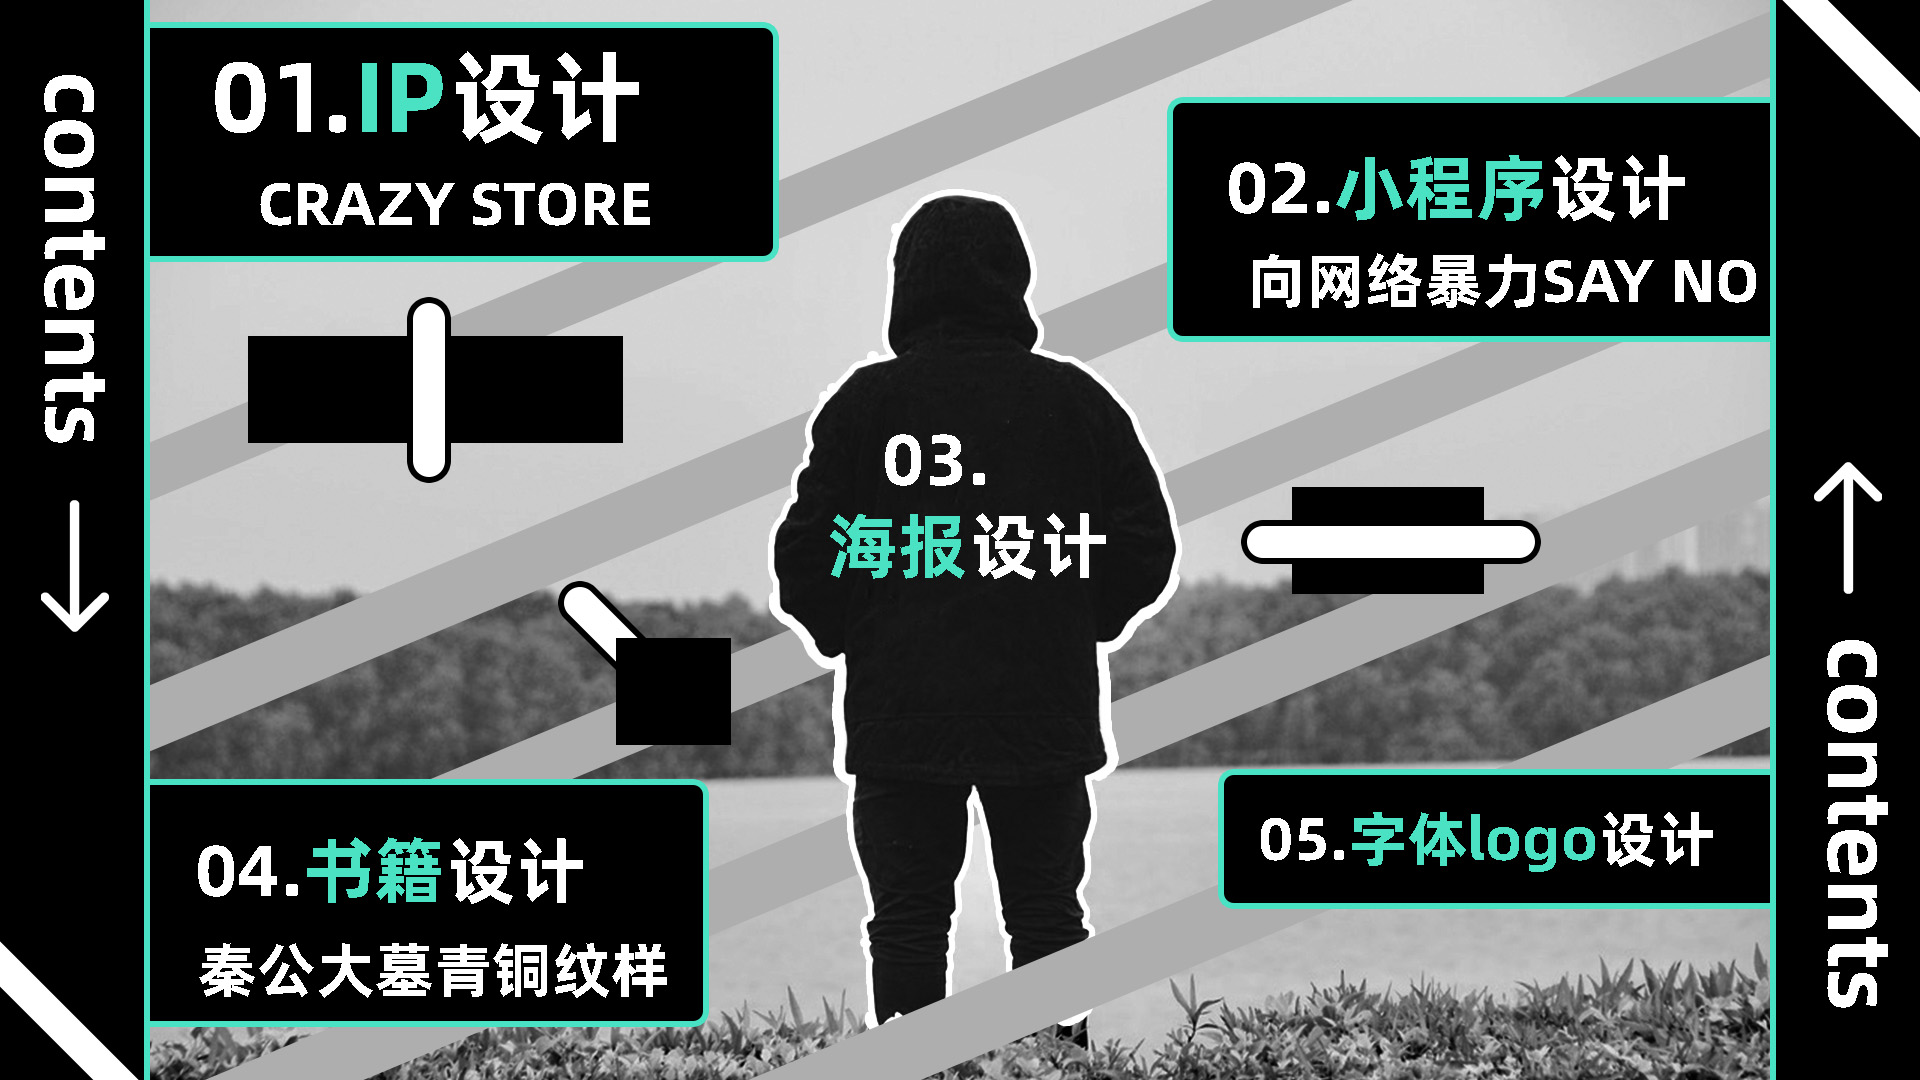 contents
01.IP设计
CRAZY STORE
02.小程序设计
向网络暴力SAY NO
03.
海报设计
04.书籍设计
秦公大墓青铜纹样
05.字体logo设计
contents